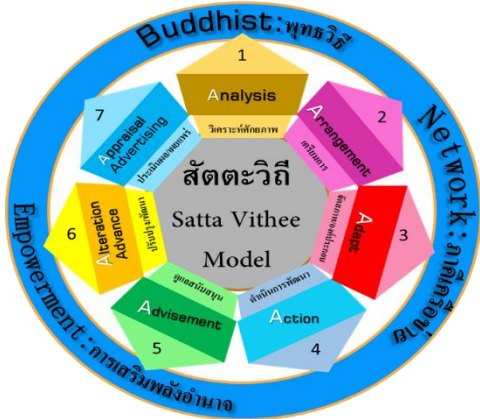 Buddhist:พุทธวิธี
Network:ภาคีเครือข่าย
Empowerment:การเสริมพลังอำนาจ
1
Analysis
วิเคราะห์ศักยภาพ
2
Arrangement
เตรียมการ
3
Adapt
4
Action
ดำเนินการพัฒนา
5
Advisement
ดูแลสนับสนุน
6
Alteration
Advance
ปรับปรุงพัฒนา
7
Appraisal
Advertising
ประเมินผลเผยแพร่
สัตตะวิถี
Satta Vithee
Model